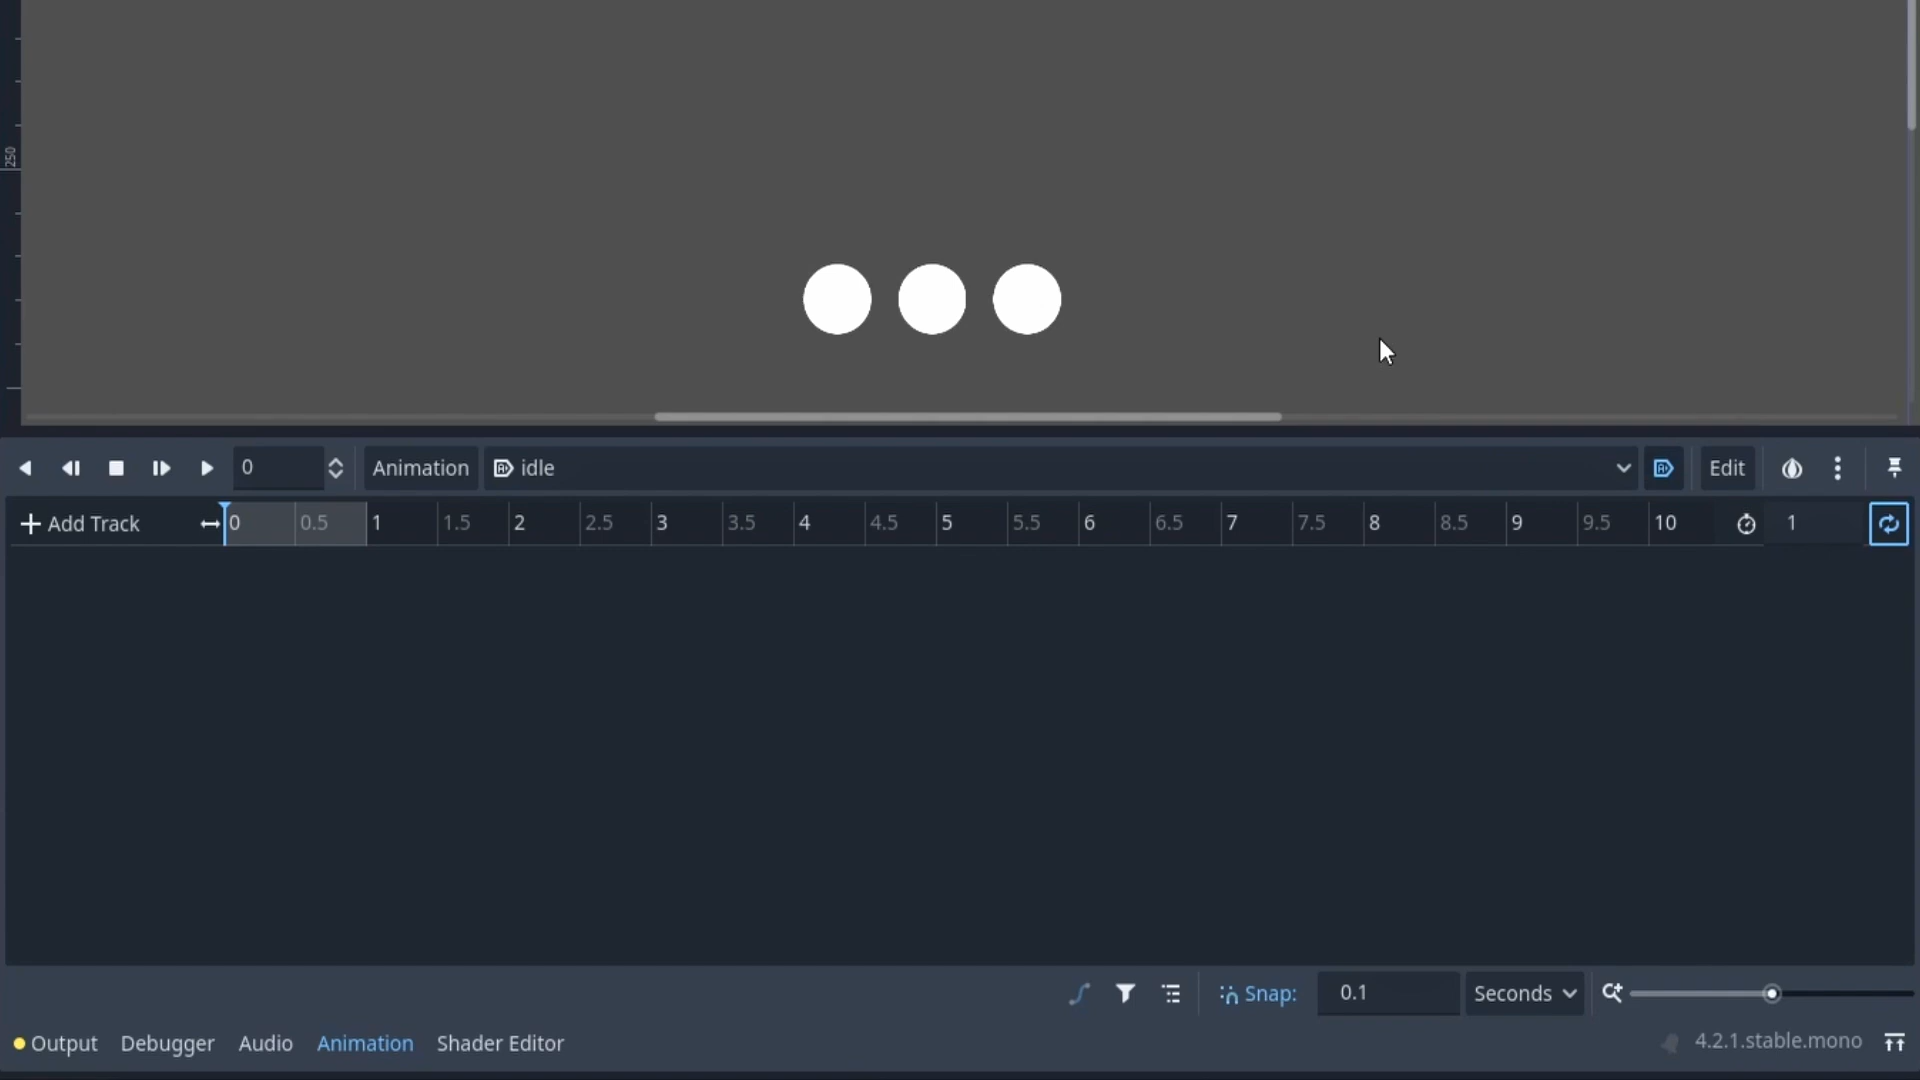 250
0 Animation idle Edit
Add Track 0 0.5 1 1.5 2 2.5 3 3.5 4 4.5 5 5.5 6 6.5 7 7.5 8 8.5 9 9.5 10 1
Snap: 0.1 Seconds
Output Debugger Audio Animation Shader Editor 4.2.1.stable.mono